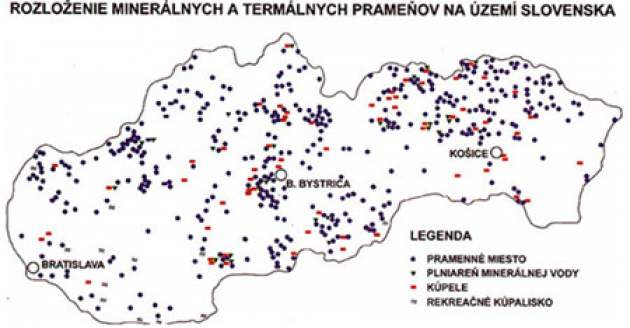 ROZLOŽENIE MINERÁLNYCH A TERMÁLNYCH PRAMEŇOV NA ÚZEMÍ SLOVENSKA
KOŠICE
B. BYSTRICA
BRATISLAVA
LEGENDA
PRAMENNÉ MIESTO
PLNIAREŇ MINERÁLNEJ VODY
KÚPELE
REKREAČNÉ KÚPALISKO